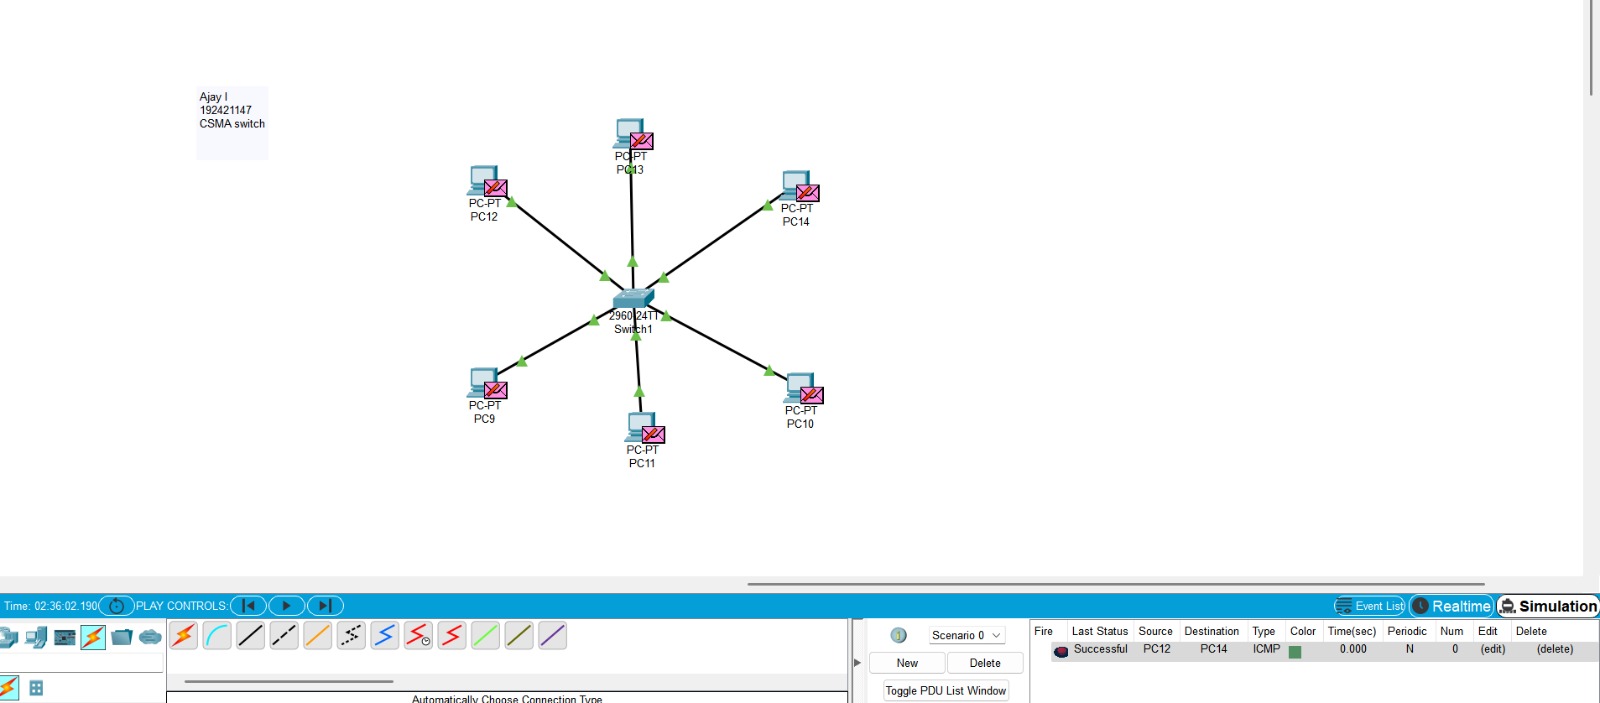 Ajay I
192421147
CSMA switch
PC-PT
PC13
PC-PT
PC12
PC-PT
PC14
2960-24TT
Switch1
PC-PT
PC9
PC-PT
PC10
PC-PT
PC11
Time: 02:36:02.190
PLAY CONTROLS:
Event List
Realtime
Simulation
Scenario 0
New
Delete
Toggle PDU List Window
Fire Last Status Source Destination Type Color Time(sec) Periodic Num Edit Delete
Successful PC12 PC14 ICMP 0.000 N 0 (edit) (delete)
Automatically Choose Connection Type